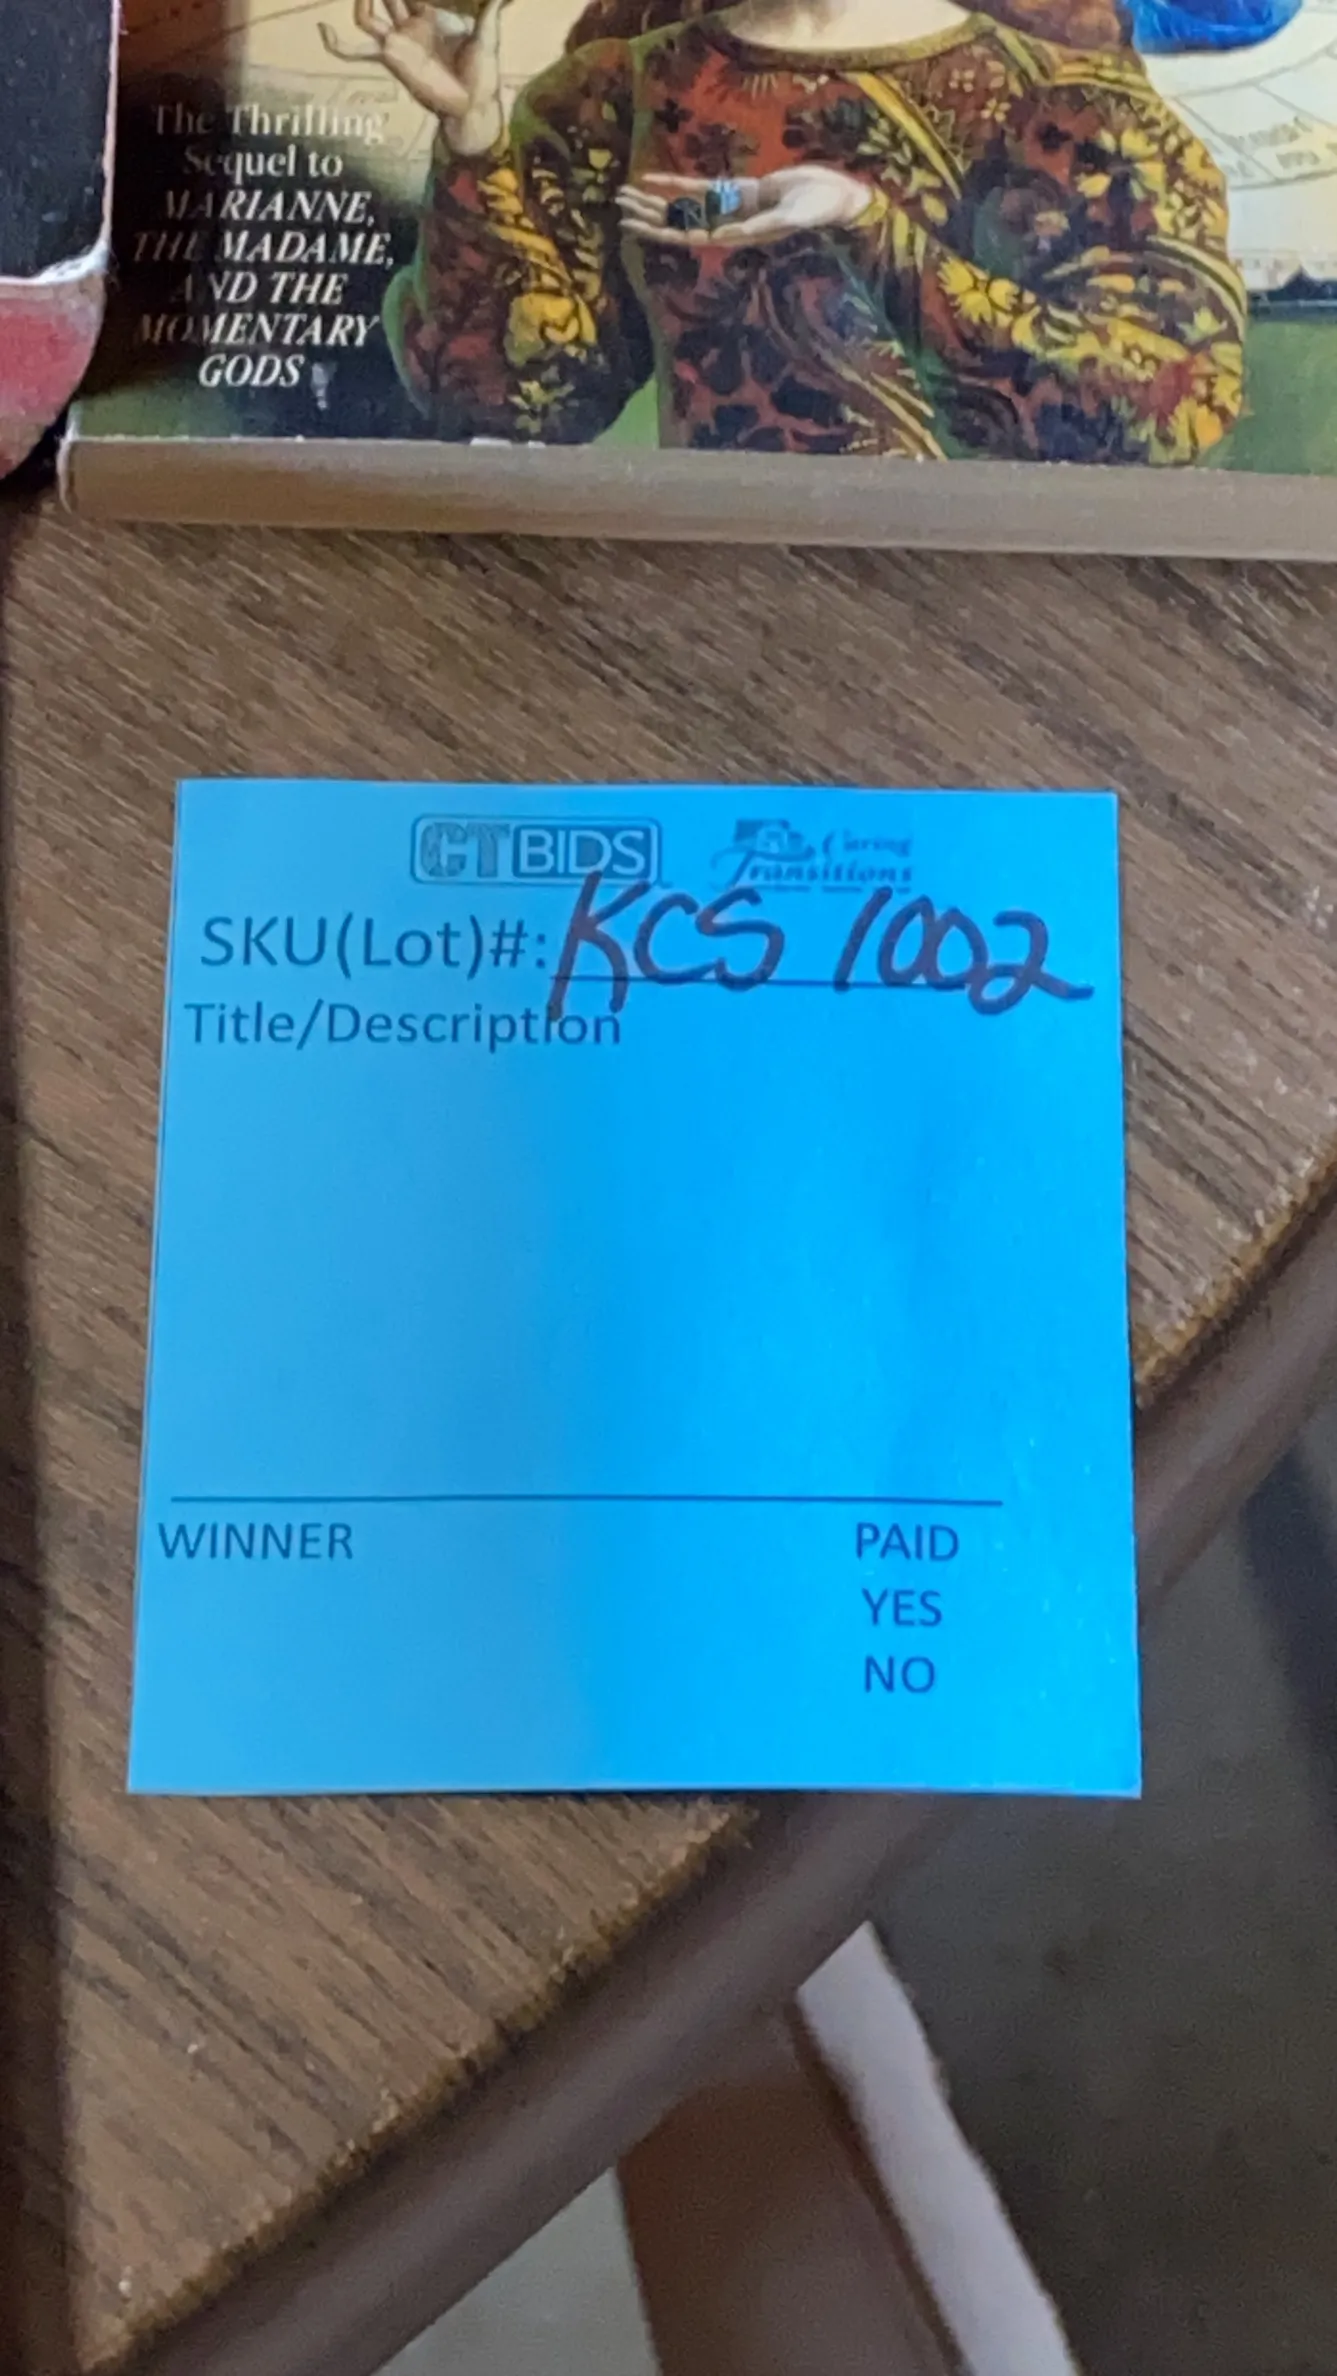 The Thrilling
Sequel to
MARIANNE,
THE MADAME,
AND THE
MOMENTARY
GODS
CTBIDS
Caring
Transitions
SKU(Lot)#: KCS 1002
Title/Description
WINNER
PAID
YES
NO